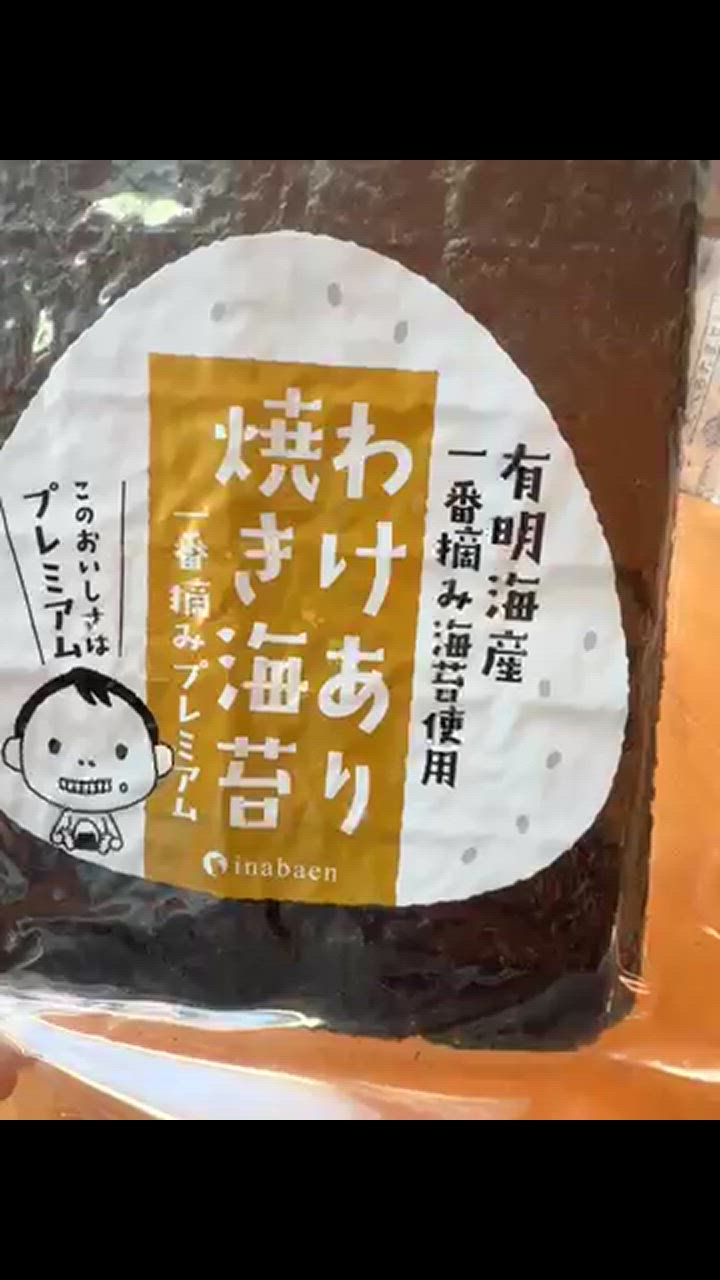 有明海産
一番摘み海苔使用
わけあり
焼き海苔
一番摘みプレミアム
このおいしさは
プレミアム
inabaen